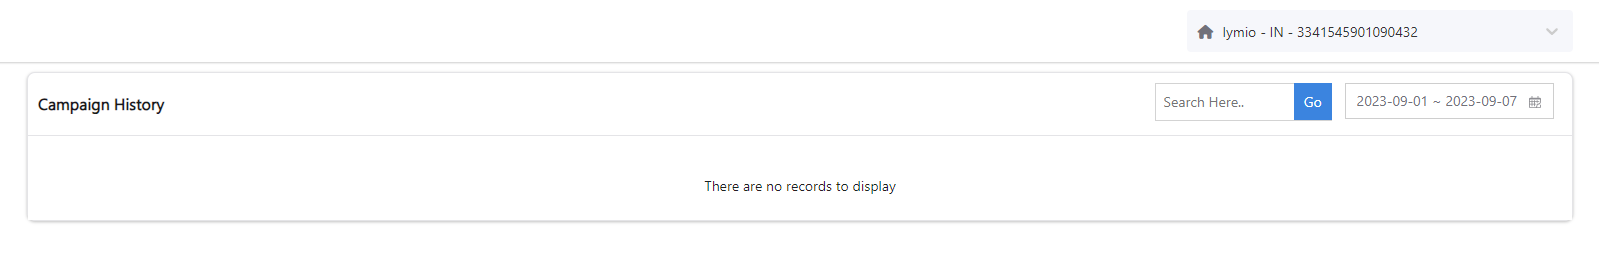 lymio - IN - 3341545901090432
Campaign History
Search Here..
Go
2023-09-01 ~ 2023-09-07
There are no records to display